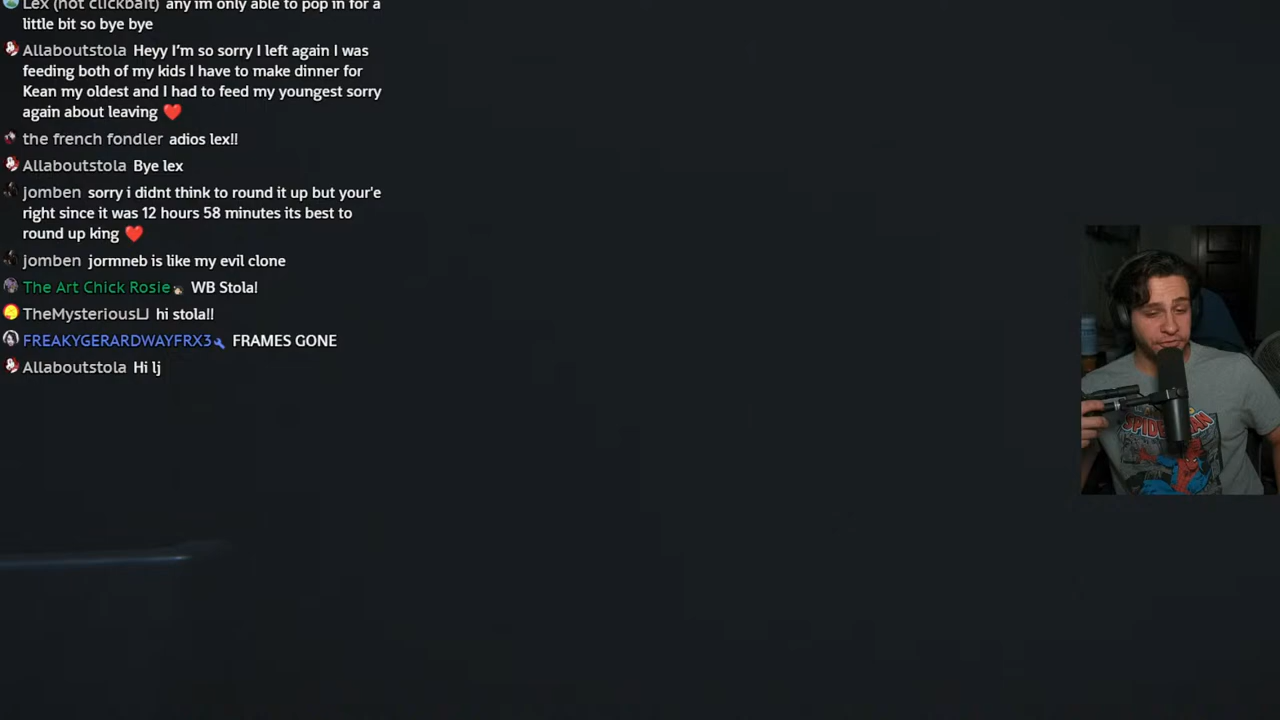 Lex (not clickbait) any im only able to pop in for a
little bit so bye bye
Allaboutstola Heyy I'm so sorry I left again I was
feeding both of my kids I have to make dinner for
Kean my oldest and I had to feed my youngest sorry
again about leaving ❤️
the french fondler adios lex!!
Allaboutstola Bye lex
jomben sorry i didnt think to round it up but your'e
right since it was 12 hours 58 minutes its best to
round up king ❤️
jomben jormneb is like my evil clone
The Art Chick Rosie WB Stola!
TheMysteriousLJ hi stola!!
FREAKYGERARDWAYFRX3 FRAMES GONE
Allaboutstola Hi lj
SPIDER-MAN